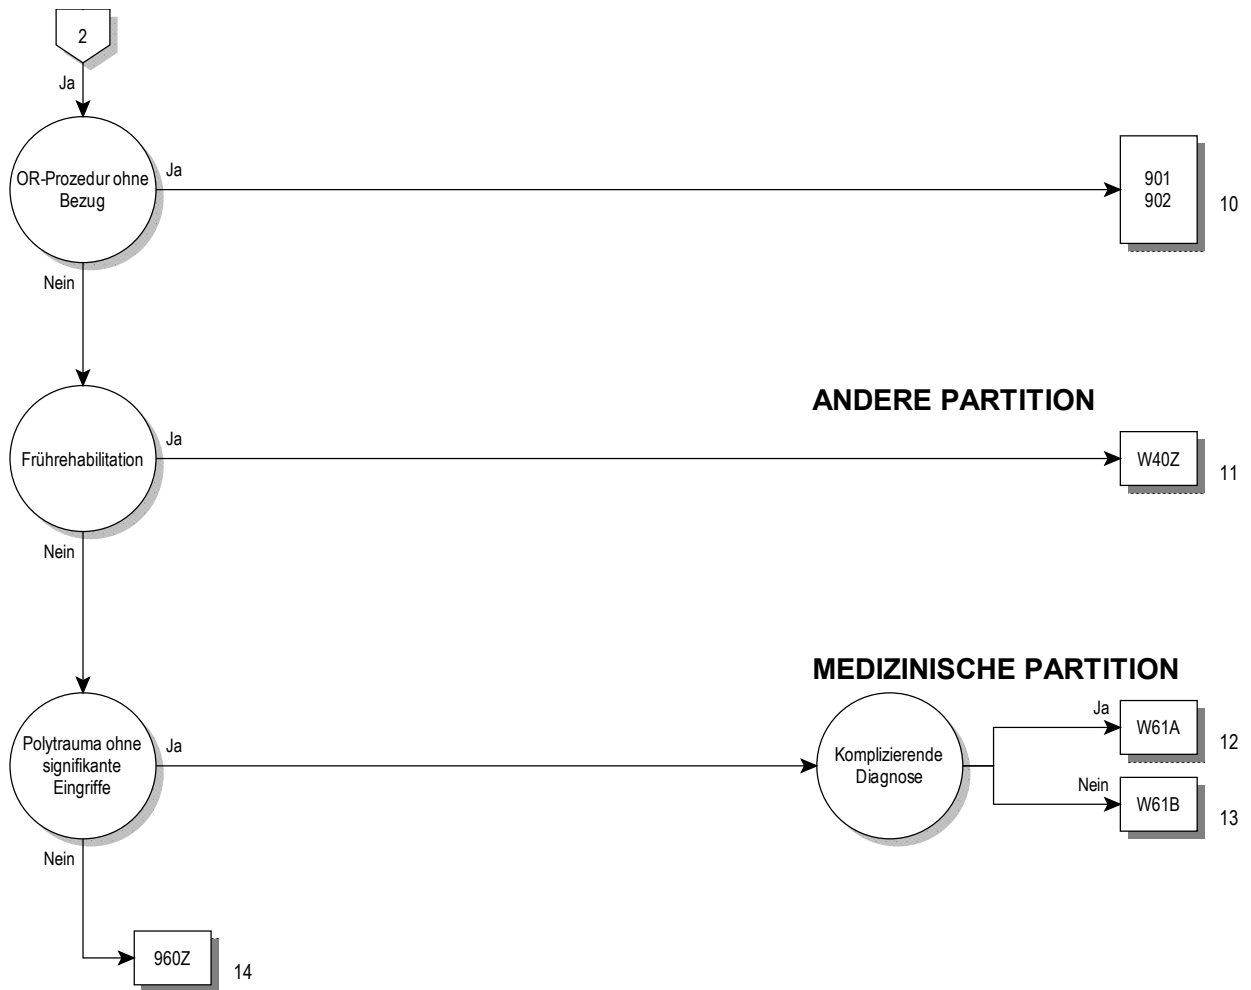 2
Ja
OR-Prozedur ohne
Bezug
Ja
901
902
10
Nein
ANDERE PARTITION
Frührehabilitation
Ja
W40Z
11
Nein
MEDIZINISCHE PARTITION
Polytrauma ohne
signifikante
Eingriffe
Ja
Komplizierende
Diagnose
Ja
W61A
12
Nein
W61B
13
Nein
960Z
14